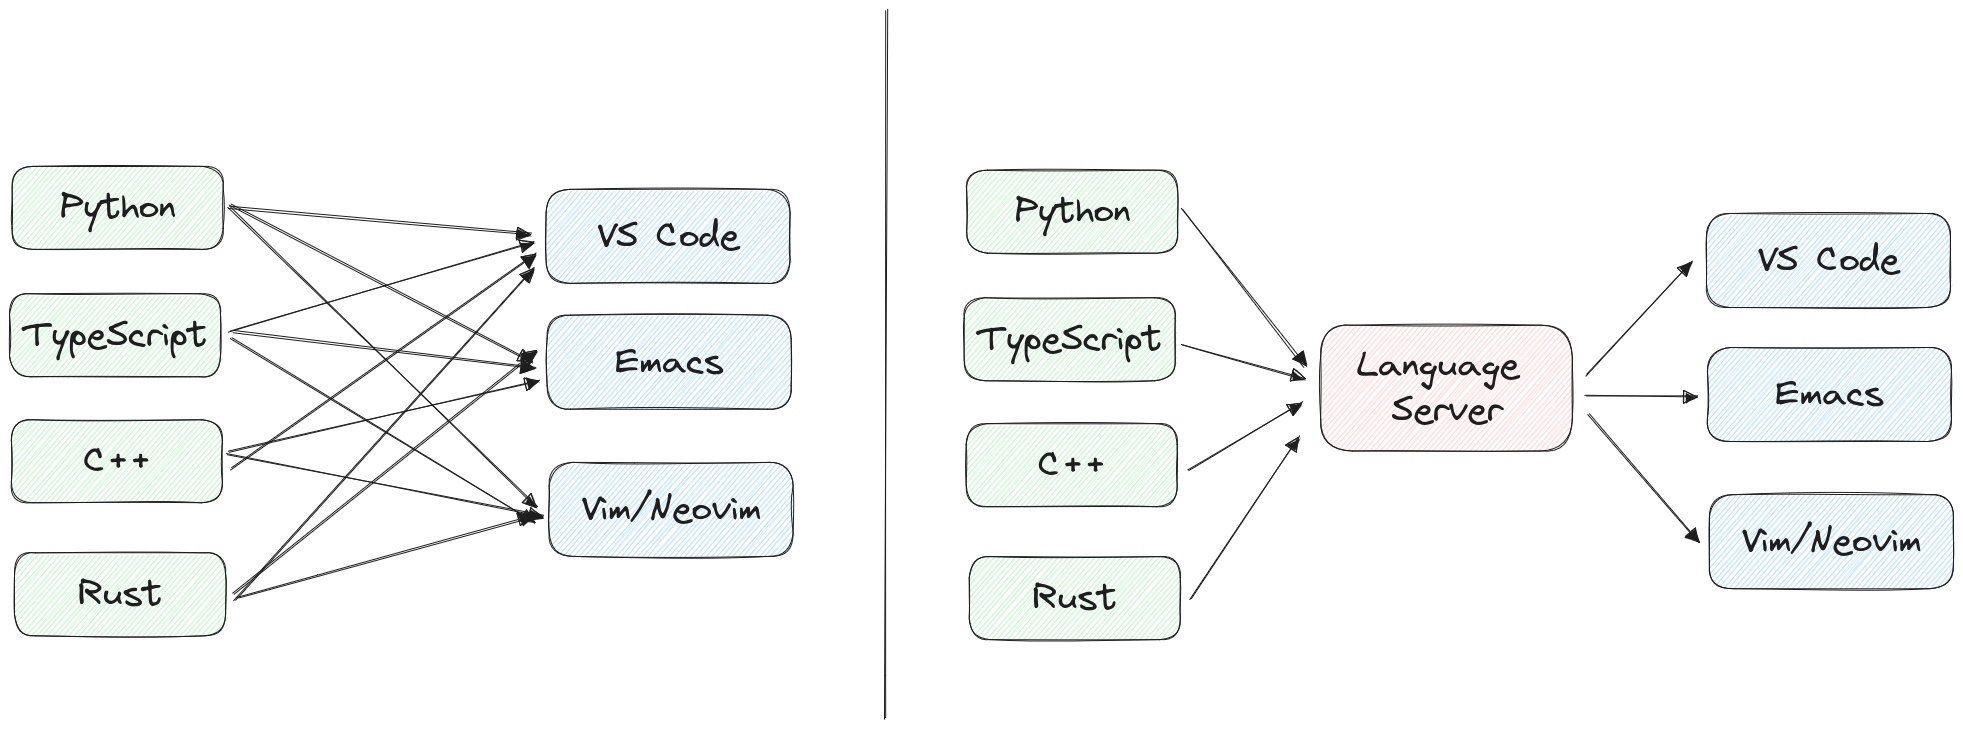 Python
TypeScript
C++
Rust
VS Code
Emacs
Vim/Neovim
Python
TypeScript
C++
Rust
Language
Server
VS Code
Emacs
Vim/Neovim